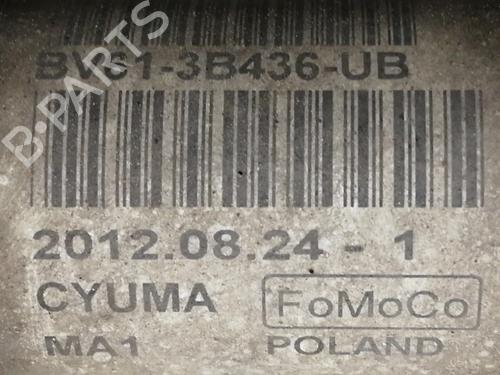 BV61-3B436-UB
B-PARTS
2012.08.24 - 1
CYUMA FoMoCo
MA1 POLAND